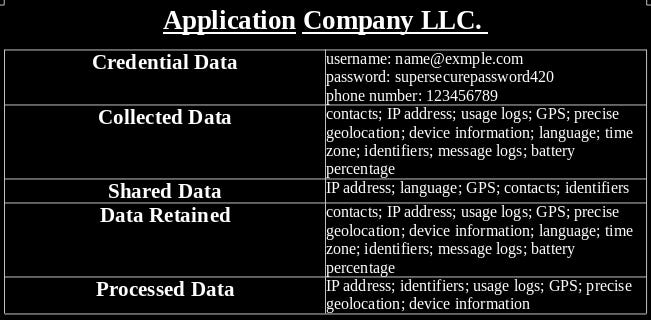 Application Company LLC.
Credential Data
username: name@exmple.com
password: supersecurepassword420
phone number: 123456789
Collected Data
contacts; IP address; usage logs; GPS; precise
geolocation; device information; language; time
zone; identifiers; message logs; battery
percentage
Shared Data
IP address; language; GPS; contacts; identifiers
Data Retained
contacts; IP address; usage logs; GPS; precise
geolocation; device information; language; time
zone; identifiers; message logs; battery
percentage
Processed Data
IP address; identifiers; usage logs; GPS; precise
geolocation; device information